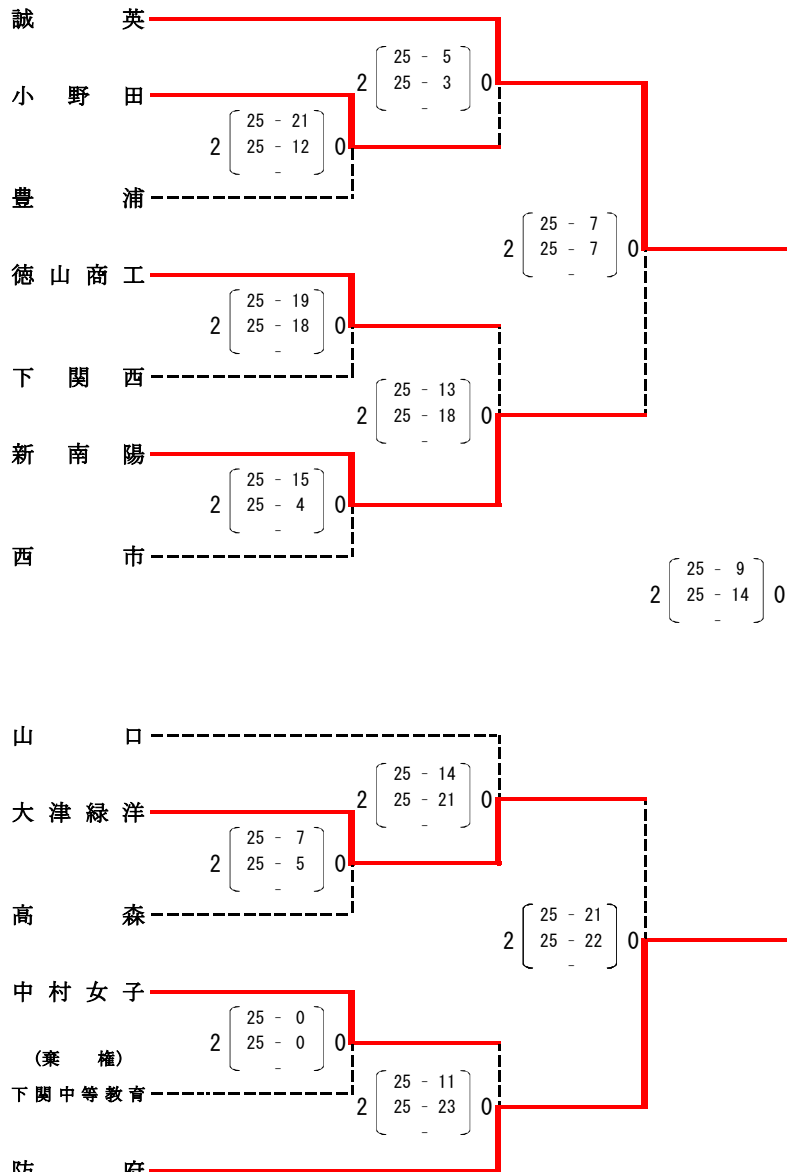 誠英
2 25 - 5 0
25 - 3
-
小野田
2 25 - 21 0
25 - 12
-
豊浦
2 25 - 7 0
25 - 7
-
徳山商工
2 25 - 19 0
25 - 18
-
下関西
2 25 - 13 0
25 - 18
-
新南陽
2 25 - 15 0
25 - 4
-
西市
2 25 - 9 0
25 - 14
-
山口
2 25 - 14 0
25 - 21
-
大津緑洋
2 25 - 7 0
25 - 5
-
高森
2 25 - 21 0
25 - 22
-
中村女子
2 25 - 0 0
25 - 0
-
(棄権)
下関中等教育
2 25 - 11 0
25 - 23
-
防府